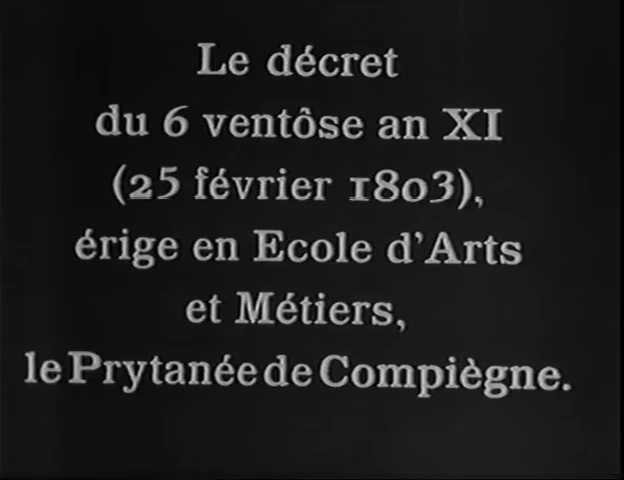 Le décret
du 6 ventôse an XI
(25 février 1803),
érige en Ecole d'Arts
et Métiers,
le Prytanée de Compiègne.